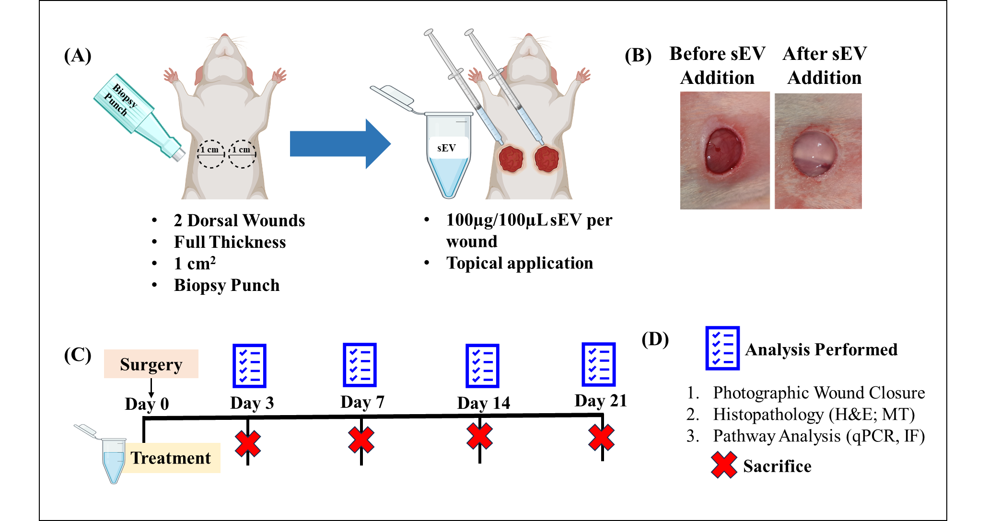 (A)
Biopsy
Punch
1 cm
1 cm
• 2 Dorsal Wounds
• Full Thickness
• 1 cm²
• Biopsy Punch
sEV
• 100µg/100µL sEV per
wound
• Topical application
(B)
Before sEV
Addition
After sEV
Addition
(C)
Surgery
Day 0
Day 3
Day 7
Day 14
Day 21
Treatment
(D)
Analysis Performed
1. Photographic Wound Closure
2. Histopathology (H&E; MT)
3. Pathway Analysis (qPCR, IF)
Sacrifice